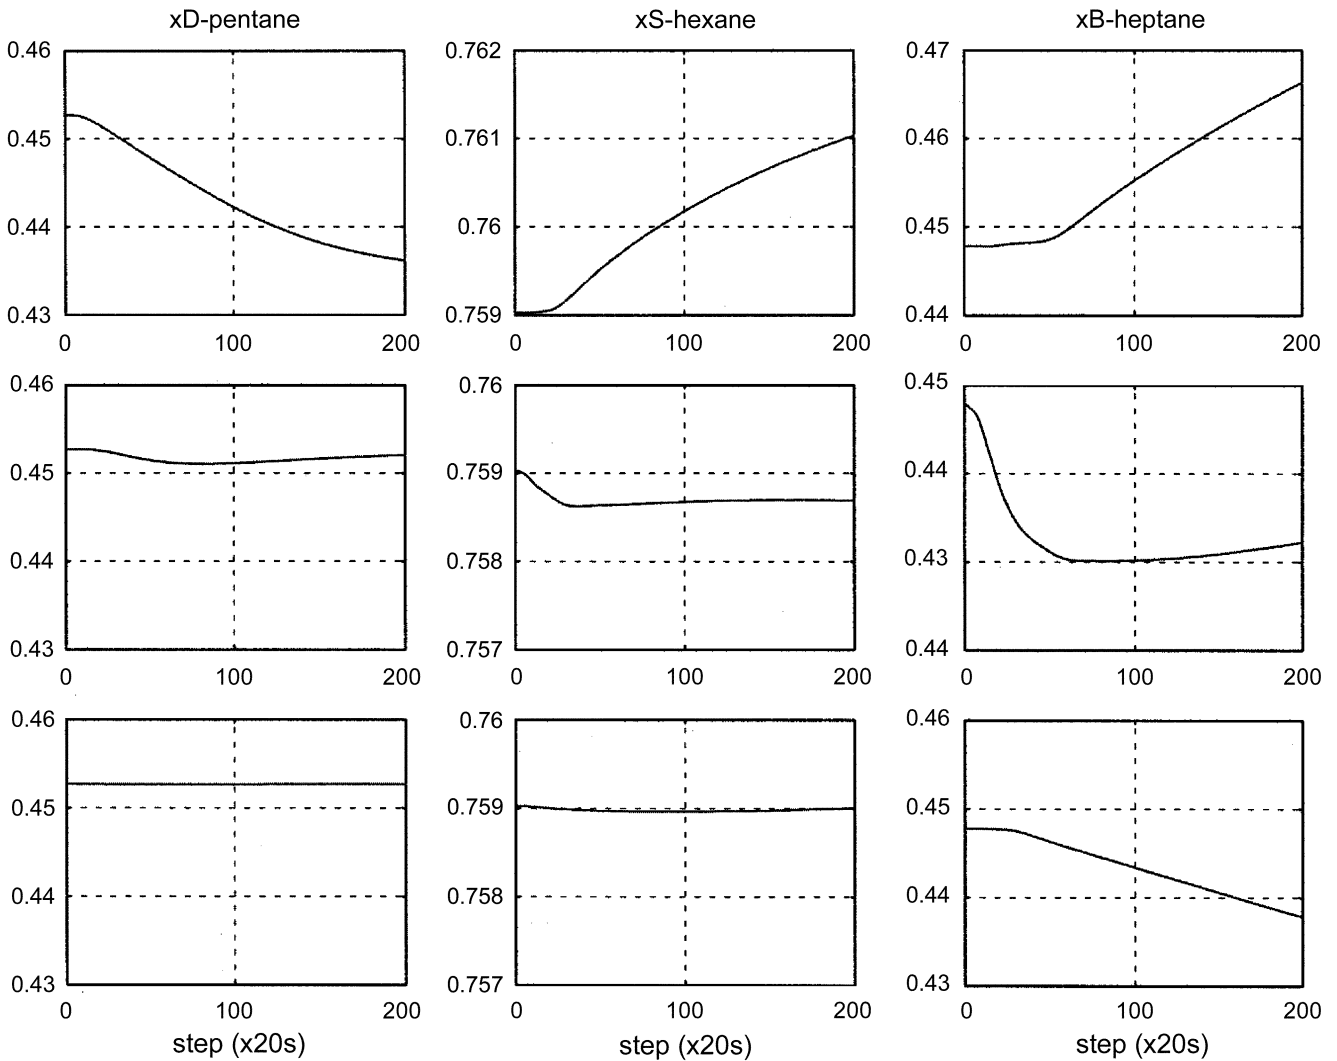 xD-pentane xS-hexane xB-heptane
0.46 0.762 0.47
0.45 0.761 0.46
0.44 0.76 0.45
0.43 0.759 0.44
0 100 200 0 100 200 0 100 200
0.46 0.76 0.45
0.45 0.759 0.44
0.44 0.758 0.43
0.43 0.757 0.44
0 100 200 0 100 200 0 100 200
0.46 0.76 0.46
0.45 0.759 0.45
0.44 0.758 0.44
0.43 0.757 0.43
0 100 200 0 100 200 0 100 200
step (x20s) step (x20s) step (x20s)